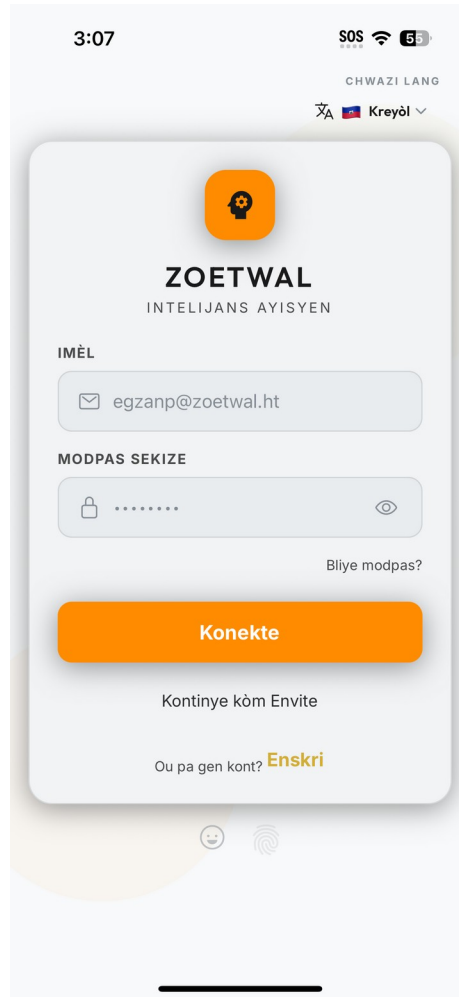 3:07
SOS
55
CHWAZI LANG
Kreyòl
ZOETWAL
INTELIJANS AYISYEN
IMÈL
egzanp@zoetwal.ht
MODPAS SEKIZE
Bliye modpas?
Konekte
Kontinye kòm Envite
Ou pa gen kont? Enskri